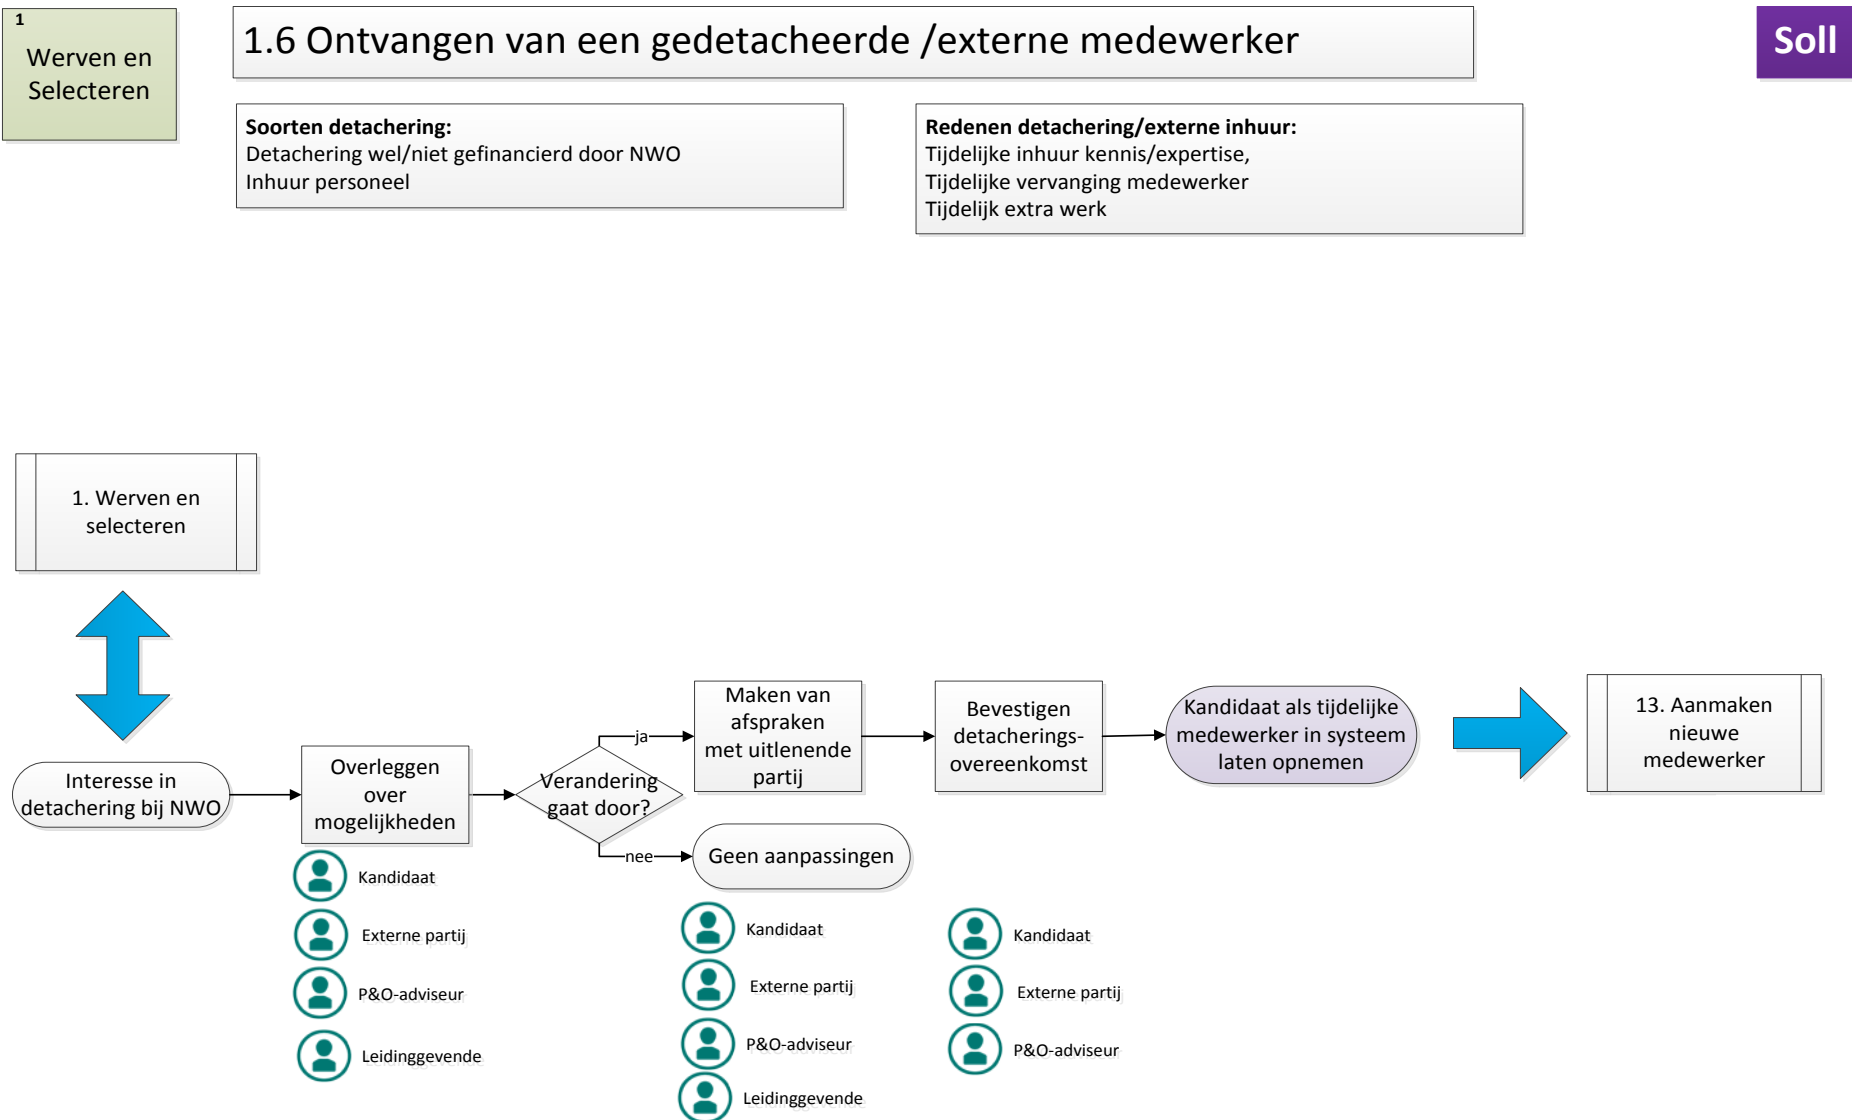 1
Werven en
Selecteren
1.6 Ontvangen van een gedetacheerde /externe medewerker
Soll
Soorten detachering:
Detachering wel/niet gefinancierd door NWO
Inhuur personeel
Redenen detachering/externe inhuur:
Tijdelijke inhuur kennis/expertise,
Tijdelijke vervanging medewerker
Tijdelijk extra werk
1. Werven en
selecteren
Interesse in
detachering bij NWO
Overleggen
over
mogelijkheden
Verandering
gaat door?
ja
nee
Maken van
afspraken
met uitlenende
partij
Geen aanpassingen
Bevestigen
detacherings-
overeenkomst
Kandidaat als tijdelijke
medewerker in systeem
laten opnemen
13. Aanmaken
nieuwe
medewerker
Kandidaat
Externe partij
P&O-adviseur
Leidinggevende
Kandidaat
Externe partij
P&O-adviseur
Leidinggevende
Kandidaat
Externe partij
P&O-adviseur